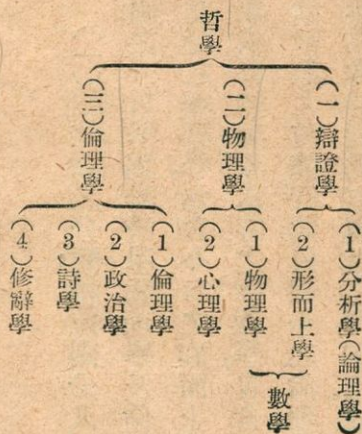 哲學
(一)辯證學
(1)分析學(論理學)
(2)形而上學
(二)物理學
(1)物理學
(2)心理學
數學
(三)倫理學
(1)倫理學
(2)政治學
(3)詩學
(4)修辭學